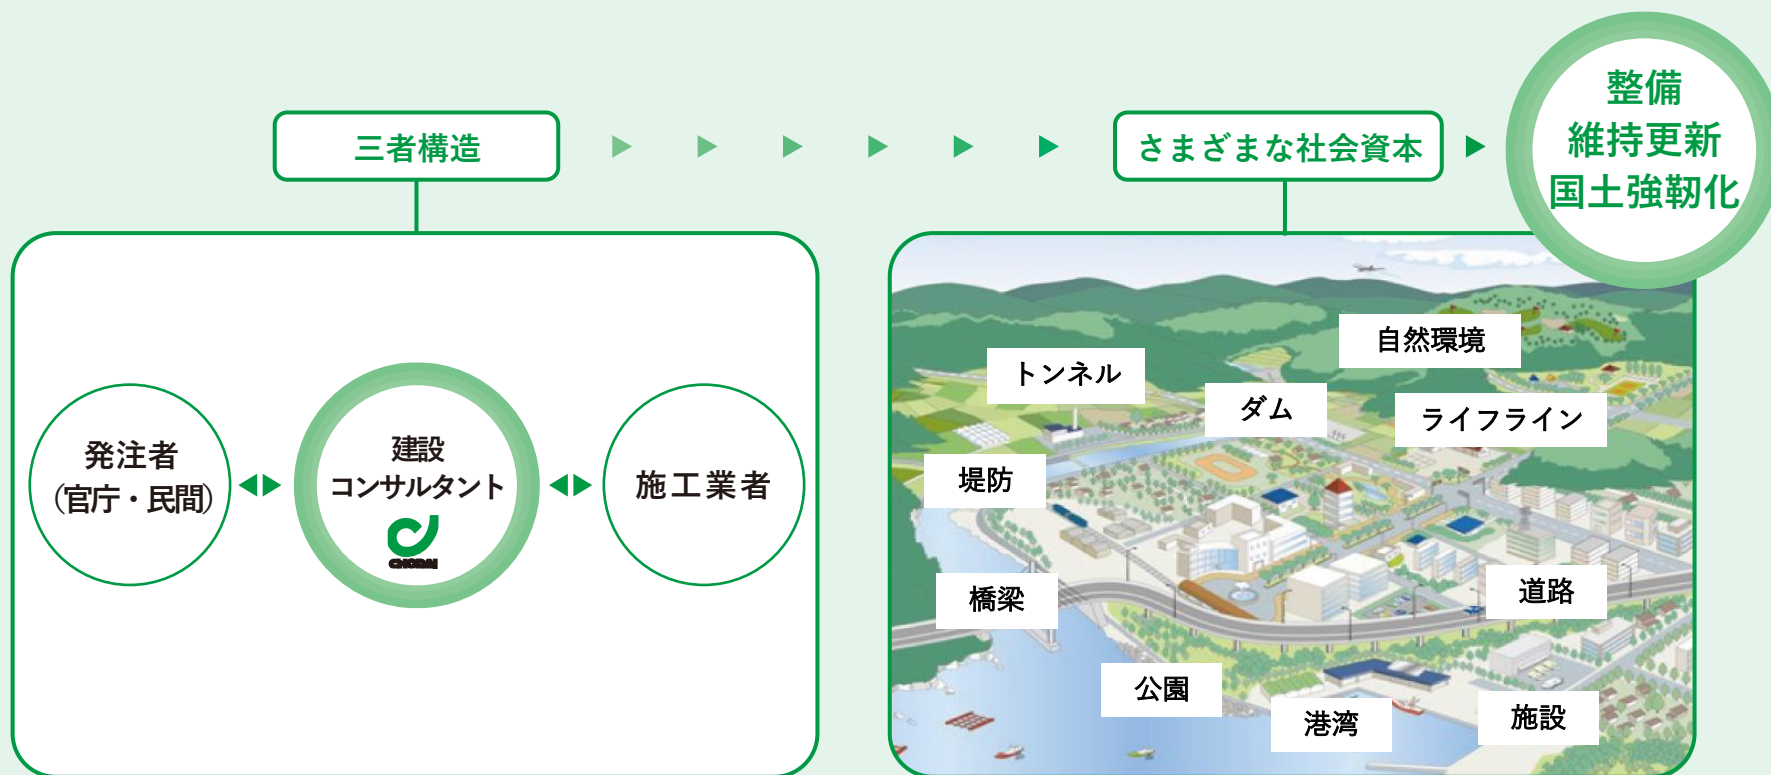 三者構造
さまざまな社会資本
整備
維持更新
国土強靭化
発注者
(官庁・民間)
建設
コンサルタント
CHODAI
施工業者
自然環境
トンネル
ダム
ライフライン
堤防
橋梁
道路
公園
港湾
施設